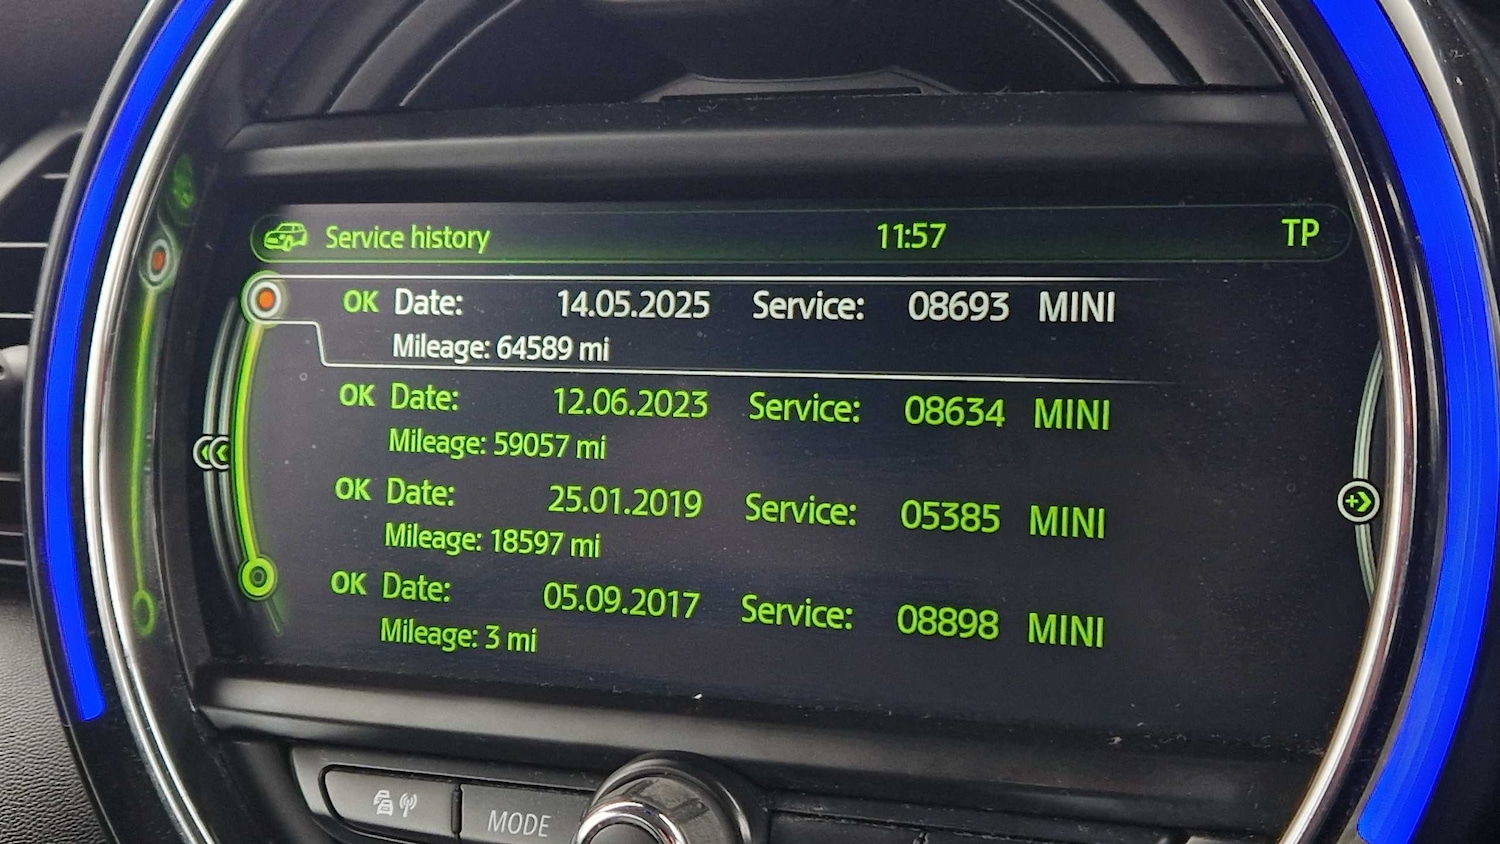 Service history 11:57 TP
OK Date: 14.05.2025 Service: 08693 MINI
Mileage: 64589 mi
OK Date: 12.06.2023 Service: 08634 MINI
Mileage: 59057 mi
OK Date: 25.01.2019 Service: 05385 MINI
Mileage: 18597 mi
OK Date: 05.09.2017 Service: 08898 MINI
Mileage: 3 mi
MODE